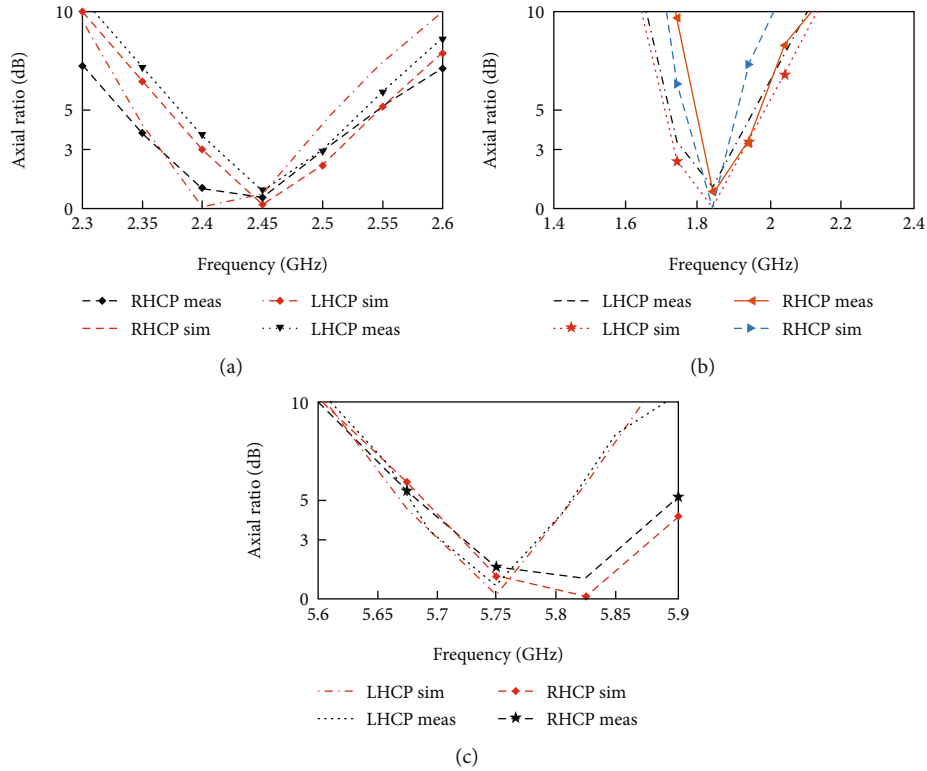 10
5
3
0
Axial ratio (dB)
2.3 2.35 2.4 2.45 2.5 2.55 2.6
Frequency (GHz)
RHCP meas LHCP sim
RHCP sim LHCP meas
(a)
10
5
3
0
Axial ratio (dB)
1.4 1.6 1.8 2 2.2 2.4
Frequency (GHz)
LHCP meas RHCP meas
LHCP sim RHCP sim
(b)
10
5
3
0
Axial ratio (dB)
5.6 5.65 5.7 5.75 5.8 5.85 5.9
Frequency (GHz)
LHCP sim RHCP sim
LHCP meas RHCP meas
(c)